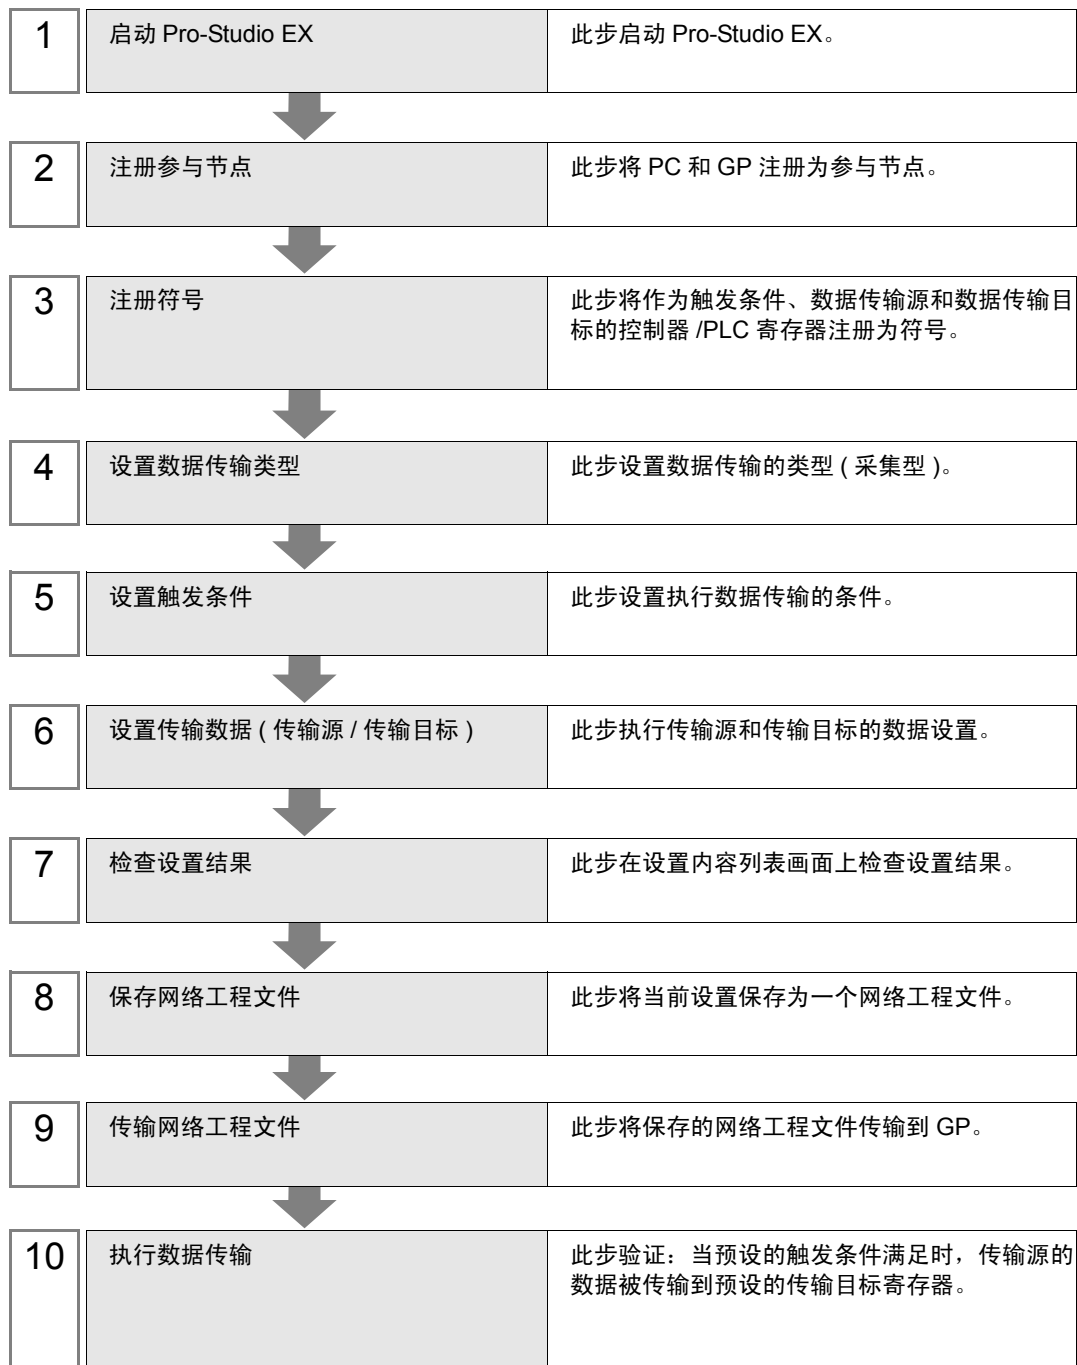 1
启动 Pro-Studio EX
此步启动 Pro-Studio EX。
2
注册参与节点
此步将 PC 和 GP 注册为参与节点。
3
注册符号
此步将作为触发条件、数据传输源和数据传输目
标的控制器 /PLC 寄存器注册为符号。
4
设置数据传输类型
此步设置数据传输的类型 ( 采集型 )。
5
设置触发条件
此步设置执行数据传输的条件。
6
设置传输数据 ( 传输源 / 传输目标 )
此步执行传输源和传输目标的数据设置。
7
检查设置结果
此步在设置内容列表画面上检查设置结果。
8
保存网络工程文件
此步将当前设置保存为一个网络工程文件。
9
传输网络工程文件
此步将保存的网络工程文件传输到 GP。
10
执行数据传输
此步验证：当预设的触发条件满足时，传输源的
数据被传输到预设的传输目标寄存器。